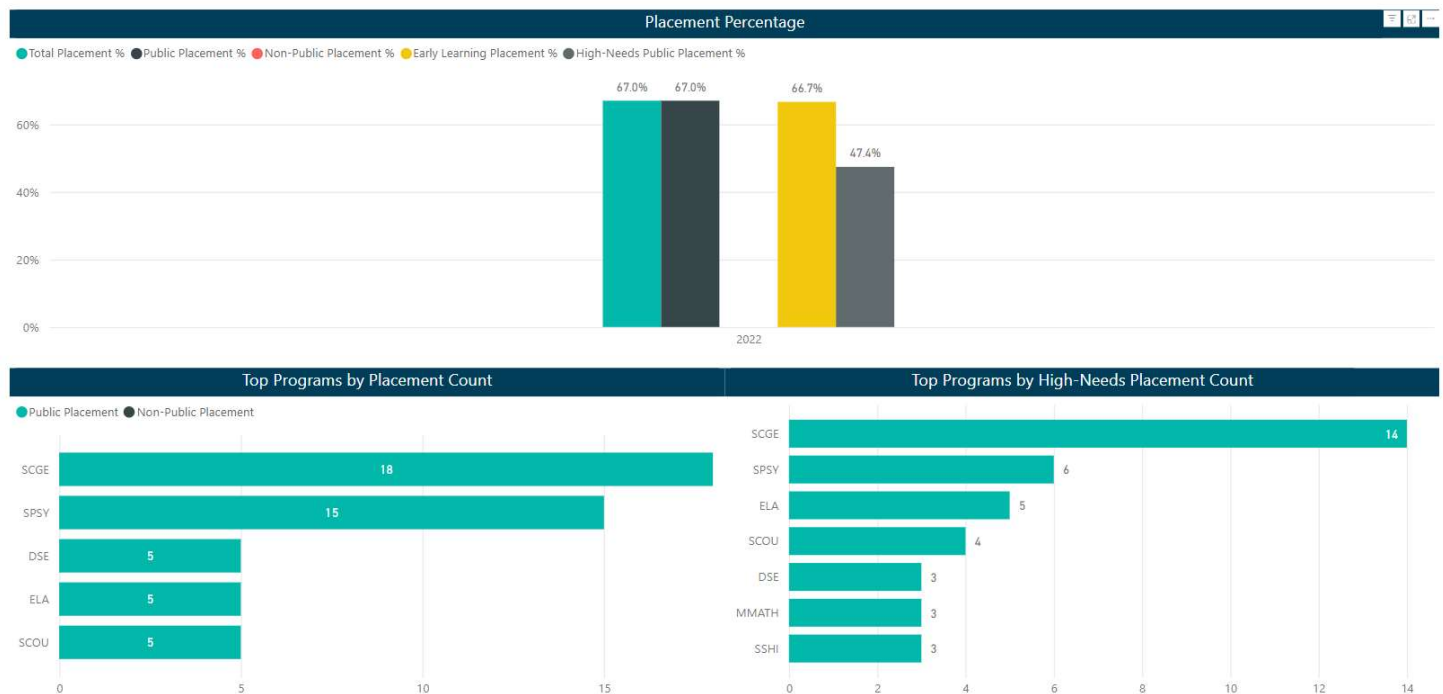 Placement Percentage
Total Placement % Public Placement % Non-Public Placement % Early Learning Placement % High-Needs Public Placement %
67.0% 67.0% 66.7%
47.4%
60%
40%
20%
0%
2022
Top Programs by Placement Count
Public Placement Non-Public Placement
SCGE 18
SPSY 15
DSE 5
ELA 5
SCOU 5
0 5 10 15
Top Programs by High-Needs Placement Count
SCGE 14
SPSY 6
ELA 5
SCOU 4
DSE 3
MMATH 3
SSHI 3
0 2 4 6 8 10 12 14